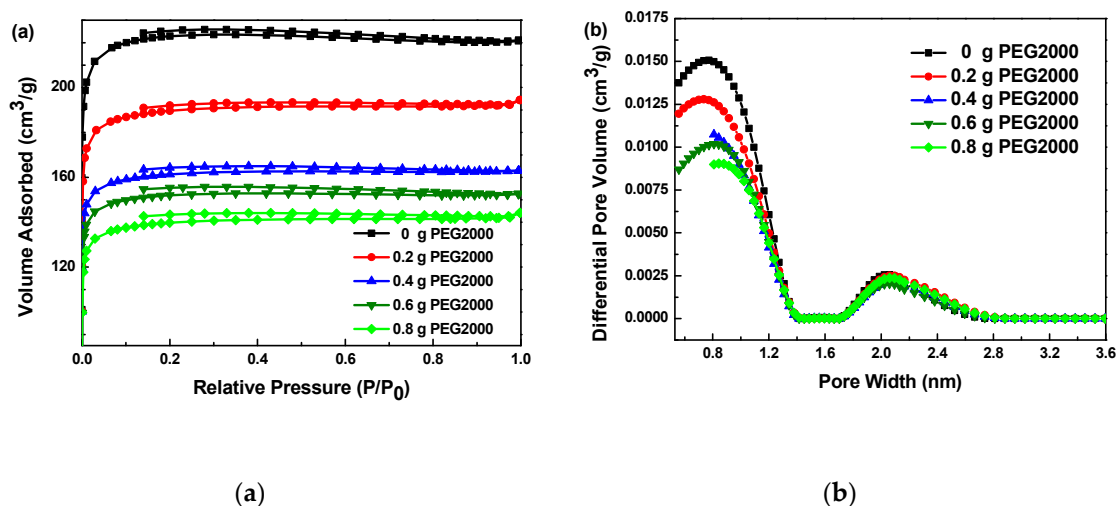 (a)
Volume Adsorbed (cm³/g)
200
160
120
0 g PEG2000
0.2 g PEG2000
0.4 g PEG2000
0.6 g PEG2000
0.8 g PEG2000
0.0 0.2 0.4 0.6 0.8 1.0
Relative Pressure (P/P₀)
(b)
Differential Pore Volume (cm³/g)
0.0175
0.0150
0.0125
0.0100
0.0075
0.0050
0.0025
0.0000
0 g PEG2000
0.2 g PEG2000
0.4 g PEG2000
0.6 g PEG2000
0.8 g PEG2000
0.8 1.2 1.6 2.0 2.4 2.8 3.2 3.6
Pore Width (nm)
(a) (b)